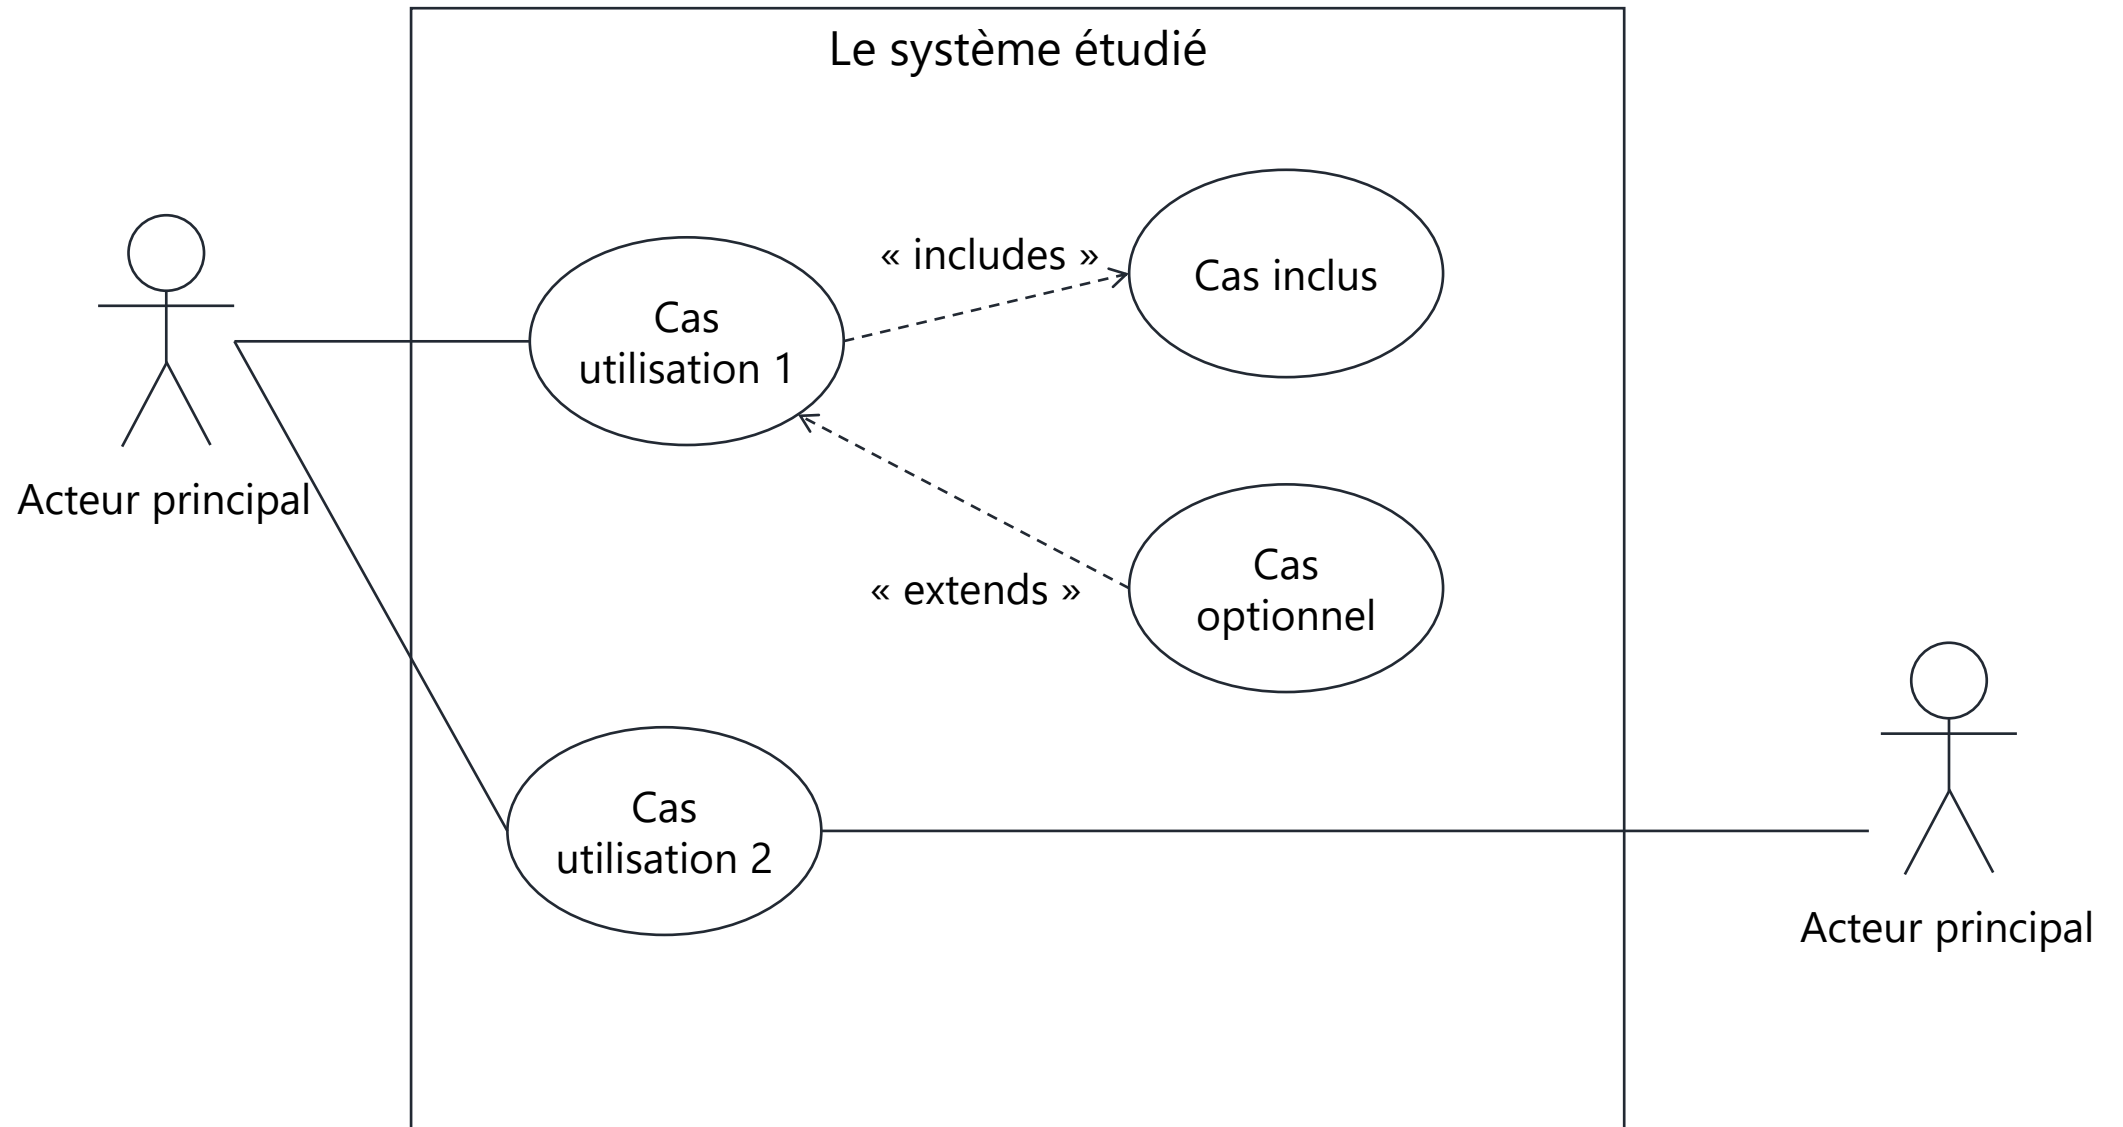 Le système étudié
« includes »
Cas inclus
Cas
utilisation 1
Acteur principal
« extends »
Cas
optionnel
Cas
utilisation 2
Acteur principal